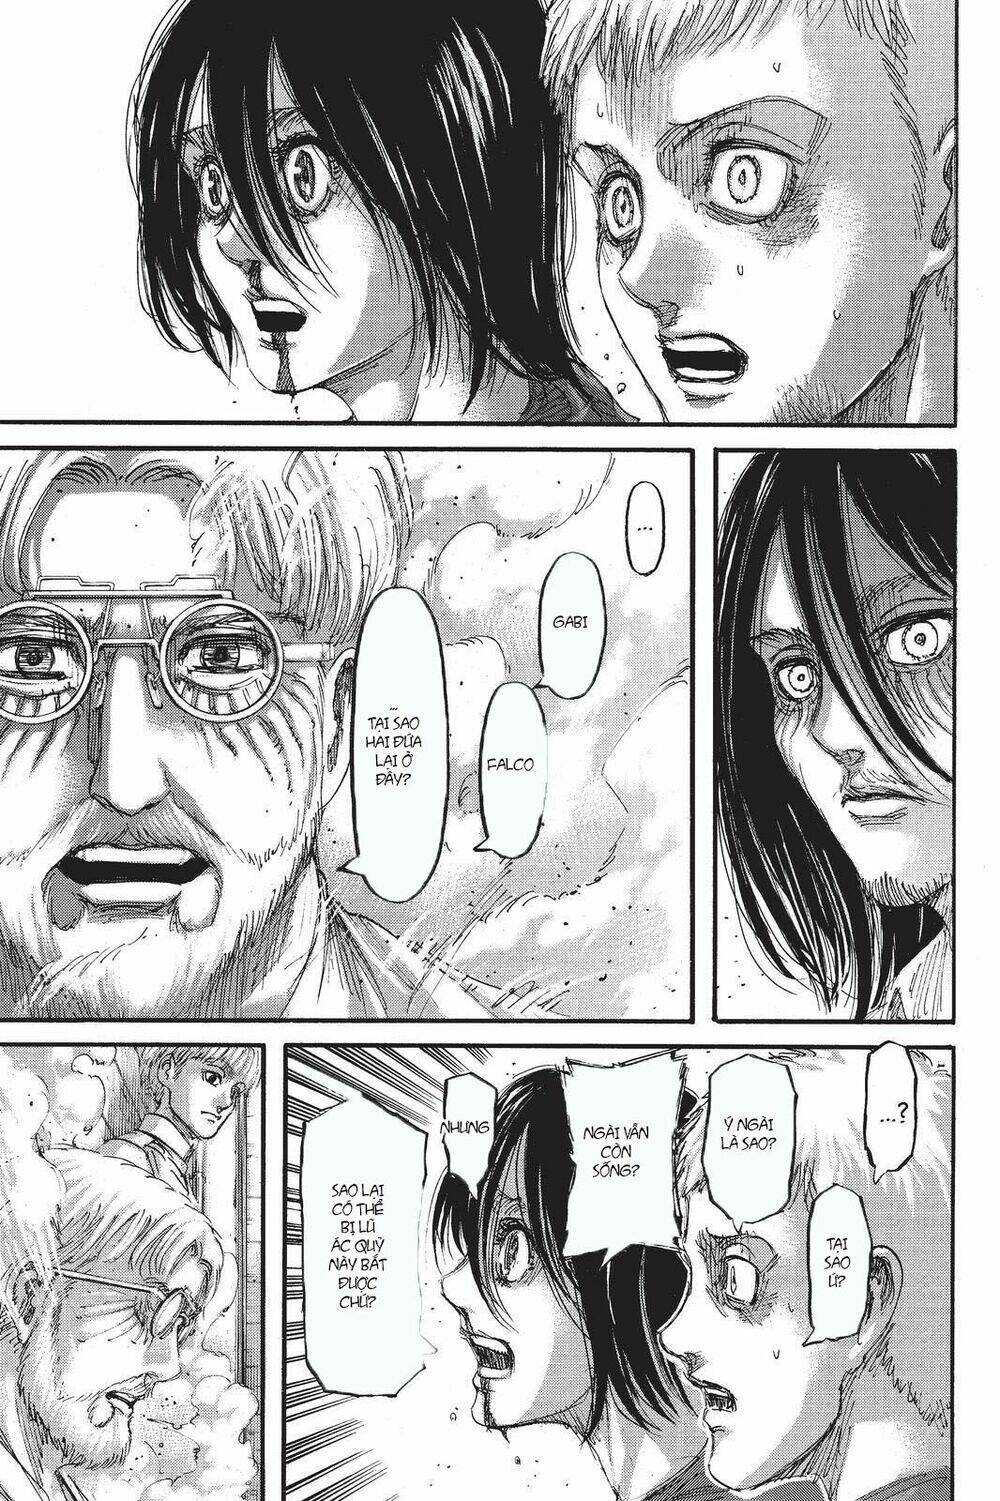 ...
GABI
FALCO
...
TẠI SAO
HAI ĐỨA
LẠI Ở
ĐÂY?
...?
TẠI
SAO
Ử?
Ý NGÀI
LÀ SAO?
NGÀI VẪN
CÒN
SỐNG?
NHƯNG
SAO LẠI
CÓ THỂ
BỊ LŨ
ÁC QUỶ
NÀY BẮT
ĐƯỢC
CHỨ?